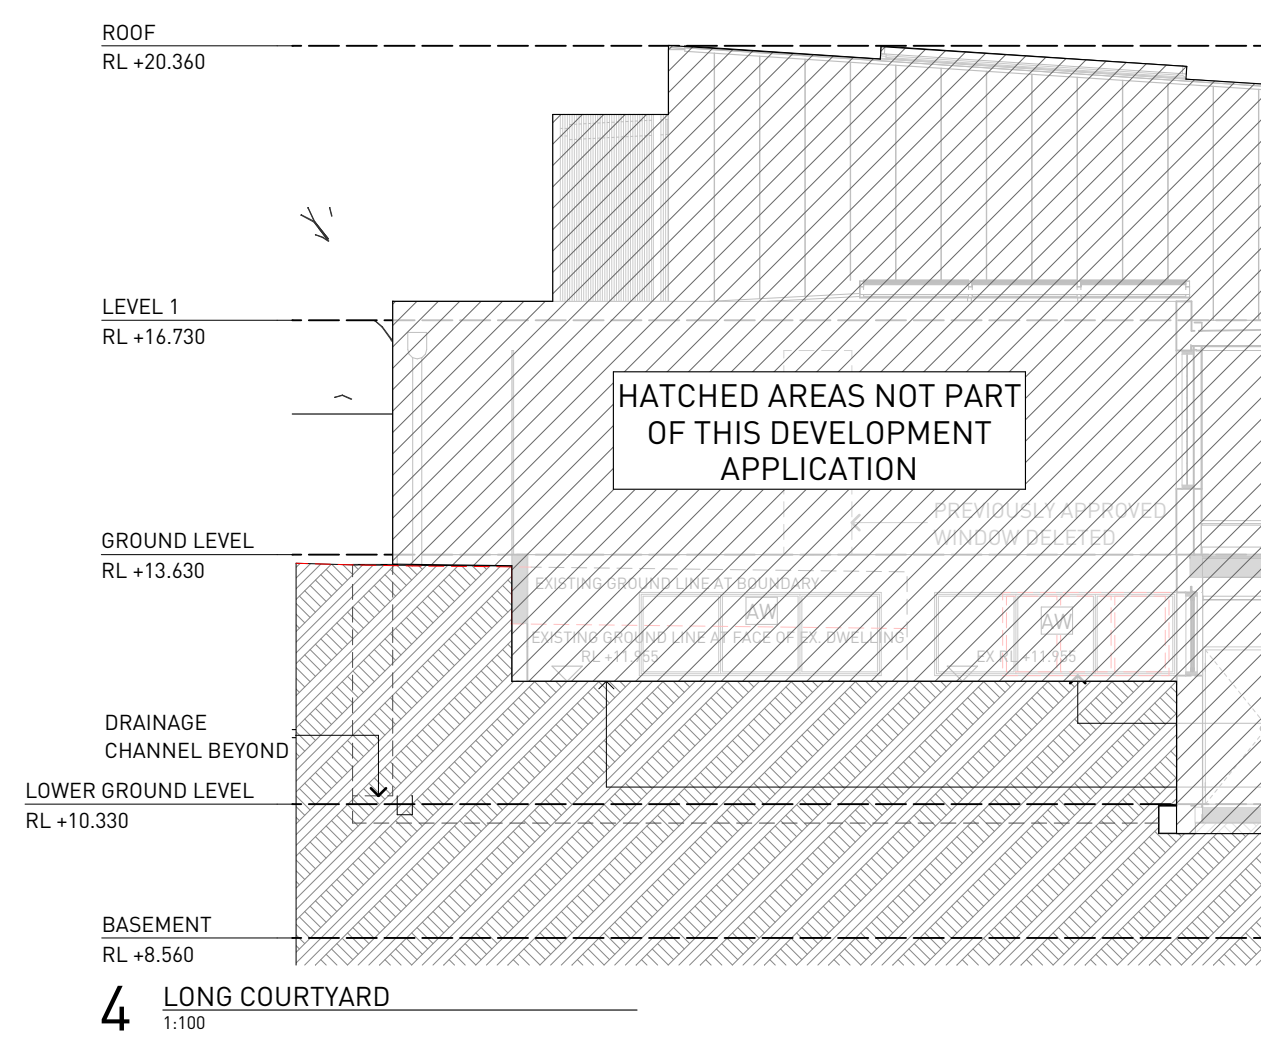 ROOF
RL +20.360
LEVEL 1
RL +16.730
HATCHED AREAS NOT PART
OF THIS DEVELOPMENT
APPLICATION
PREVIOUSLY APPROVED
WINDOW DELETED
GROUND LEVEL
RL +13.630
EXISTING GROUND LINE AT BOUNDARY
AW
AW
EXISTING GROUND LINE AT FACE OF EX. DWELLING
RL +11.955
EX RL +11.955
DRAINAGE
CHANNEL BEYOND
LOWER GROUND LEVEL
RL +10.330
BASEMENT
RL +8.560
4 LONG COURTYARD
1:100